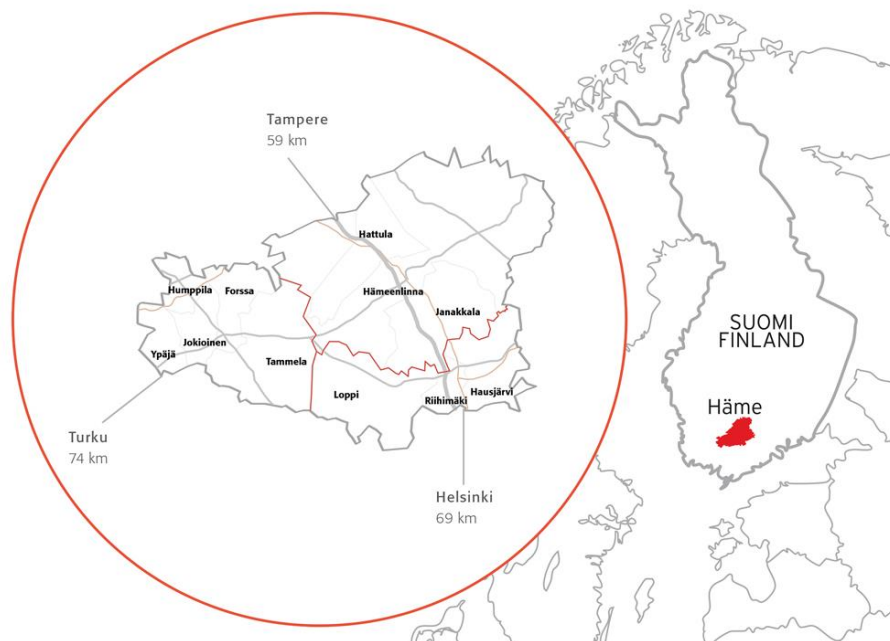 Tampere
59 km
Hattula
Humppila
Forssa
Hämeenlinna
Janakkala
Jokioinen
Ypäjä
Tammela
Loppi
Hausjärvi
Riihimäki
Turku
74 km
Helsinki
69 km
SUOMI
FINLAND
Häme